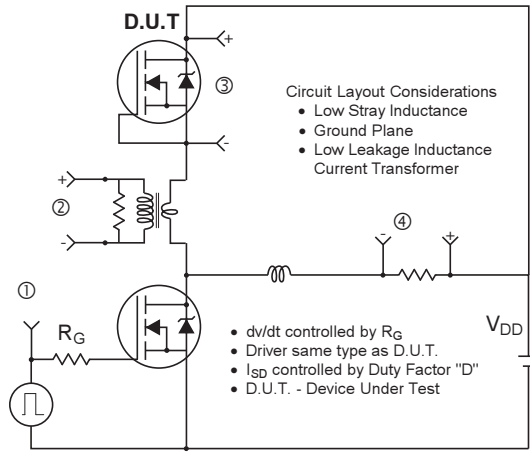 D.U.T
+
③
-
Circuit Layout Considerations
• Low Stray Inductance
• Ground Plane
• Low Leakage Inductance
Current Transformer
+
②
-
④
-
+
①
RG
VDD
• dv/dt controlled by RG
• Driver same type as D.U.T.
• ISD controlled by Duty Factor "D"
• D.U.T. - Device Under Test